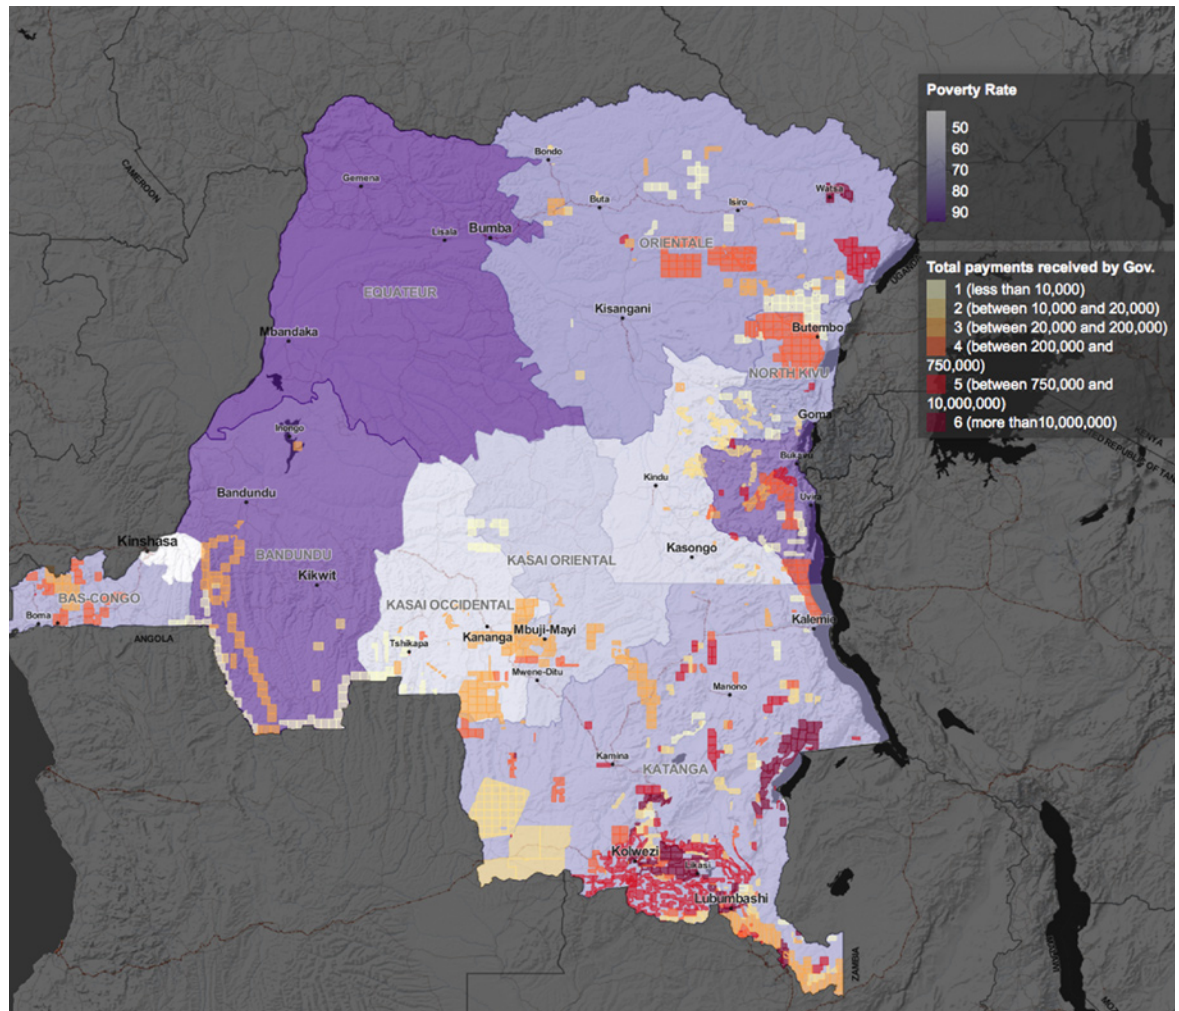 Poverty Rate
50
60
70
80
90
Total payments received by Gov.
1 (less than 10,000)
2 (between 10,000 and 20,000)
3 (between 20,000 and 200,000)
4 (between 200,000 and
750,000)
5 (between 750,000 and
10,000,000)
6 (more than10,000,000)
CAMEROON
Bondo
Gemena
Watsa
Buta
Isiro
Lisala
Bumba
ORIENTALE
EQUATEUR
Kisangani
Mbandaka
Butembo
NORTH KIVU
Goma
Inongo
Bukavu
Kindu
Bandundu
Uvira
Kinshasa
Kasongo
BANDUNDU
KASAI ORIENTAL
Kikwit
BAS-CONGO
KASAI OCCIDENTAL
Boma
Kalemie
ANGOLA
Kananga
Mbuji-Mayi
Tshikapa
Mwene-Ditu
Manono
Kamina
KATANGA
Kolwezi
Likasi
Lubumbashi
ZAMBIA
KENYA